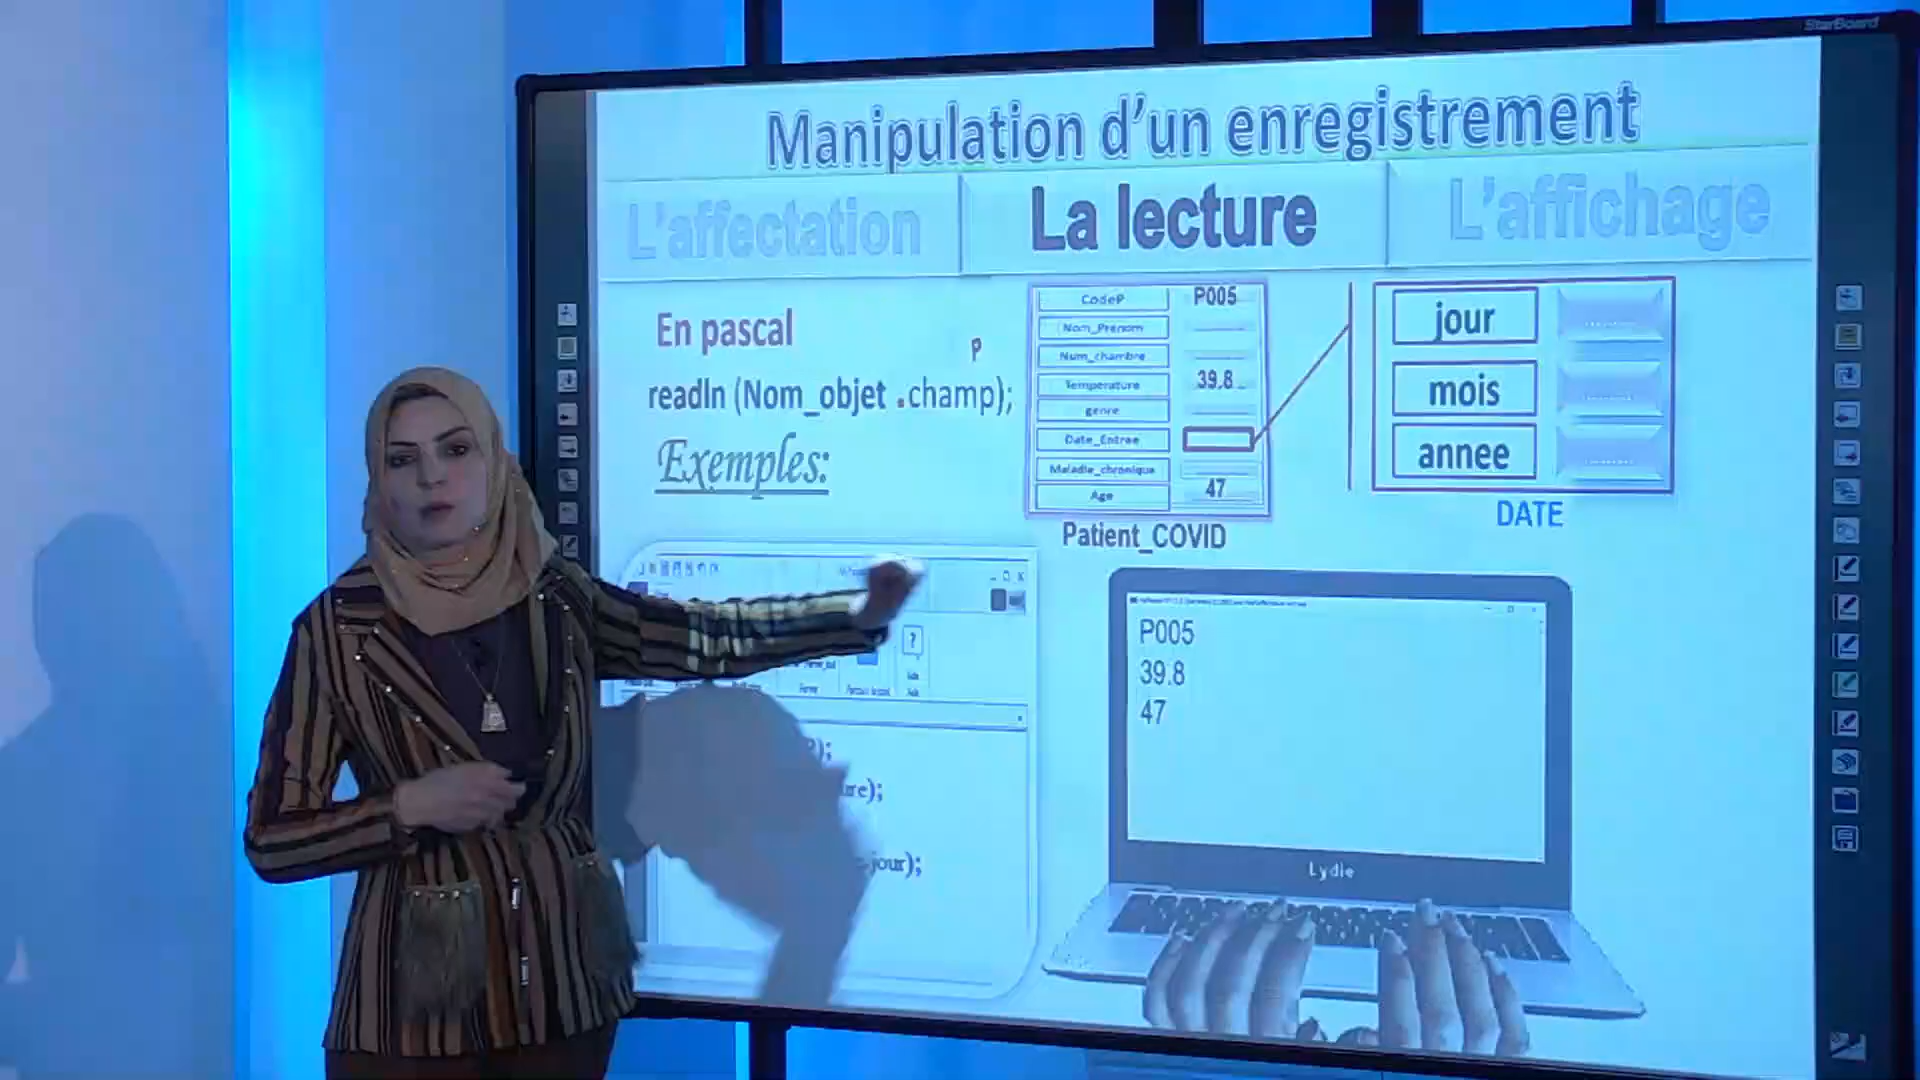 StarBoard
Manipulation d'un enregistrement
L'affectation
La lecture
L'affichage
En pascal
P
readln (Nom_objet .champ);
Exemples:
CodeP P005
Nom_Prenom
Num_chambre
Temperature 39.8
genre
Date_Entree
Maladie_chronique
Age 47
Patient_COVID
jour
mois
annee
DATE
);
ure);
jour);
P005
39.8
47
Lydie